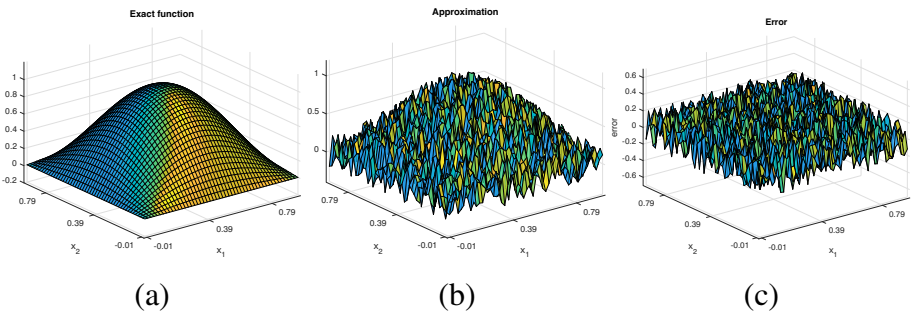 Exact function
1
0.8
0.6
0.4
0.2
0
-0.2
0.79
0.39
-0.01
x₂
-0.01
0.39
0.79
x₁
(a)
Approximation
1
0.5
0
0.79
0.39
-0.01
x₂
-0.01
0.39
0.79
x₁
(b)
Error
error
0.6
0.4
0.2
0
-0.2
-0.4
-0.6
0.79
0.39
-0.01
x₂
-0.01
0.39
0.79
x₁
(c)